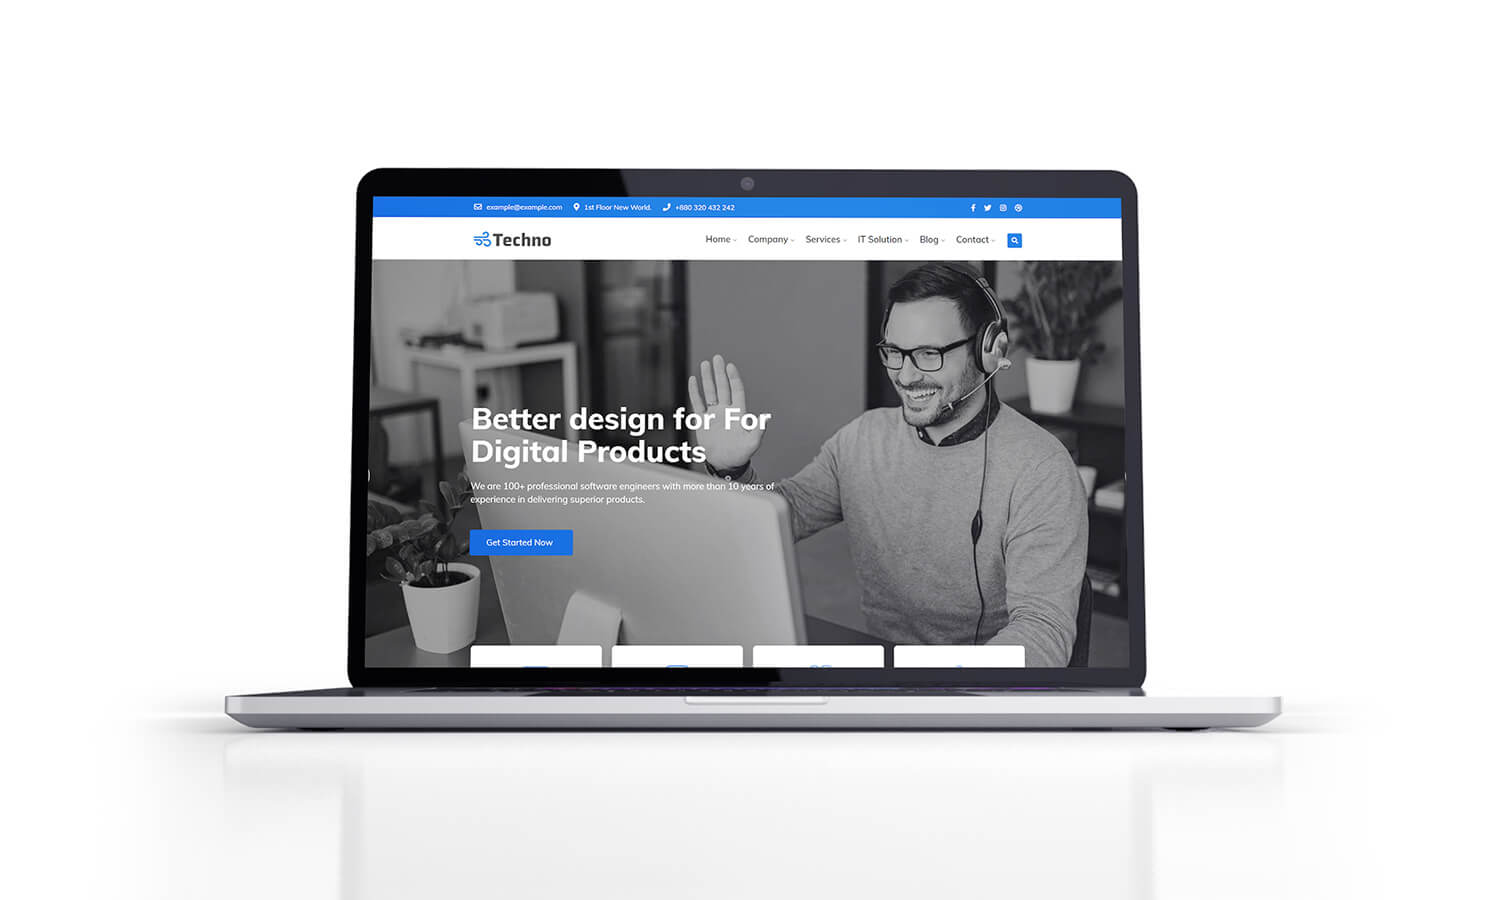 example@example.com 1st Floor New World. +880 320 432 242
Techno
Home Company Services IT Solution Blog Contact
Better design for For
Digital Products
We are 100+ professional software engineers with more than 10 years of
experience in delivering superior products.
Get Started Now